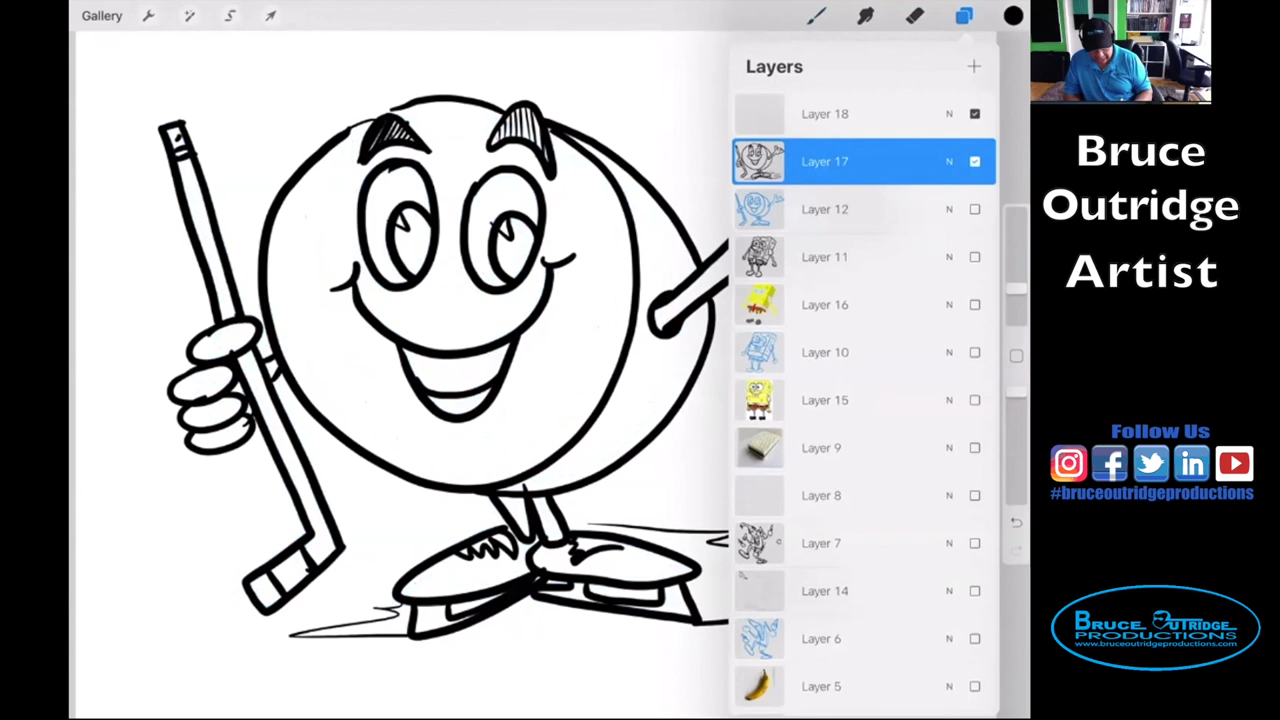 Gallery
Layers
Layer 18 N
Layer 17 N
Layer 12 N
Layer 11 N
Layer 16 N
Layer 10 N
Layer 15 N
Layer 9 N
Layer 8 N
Layer 7 N
Layer 14 N
Layer 6 N
Layer 5 N
Bruce
Outridge
Artist
Follow Us
#bruceoutridgeproductions
BRUCE OUTRIDGE
PRODUCTIONS
www.bruceoutridgeproductions.com